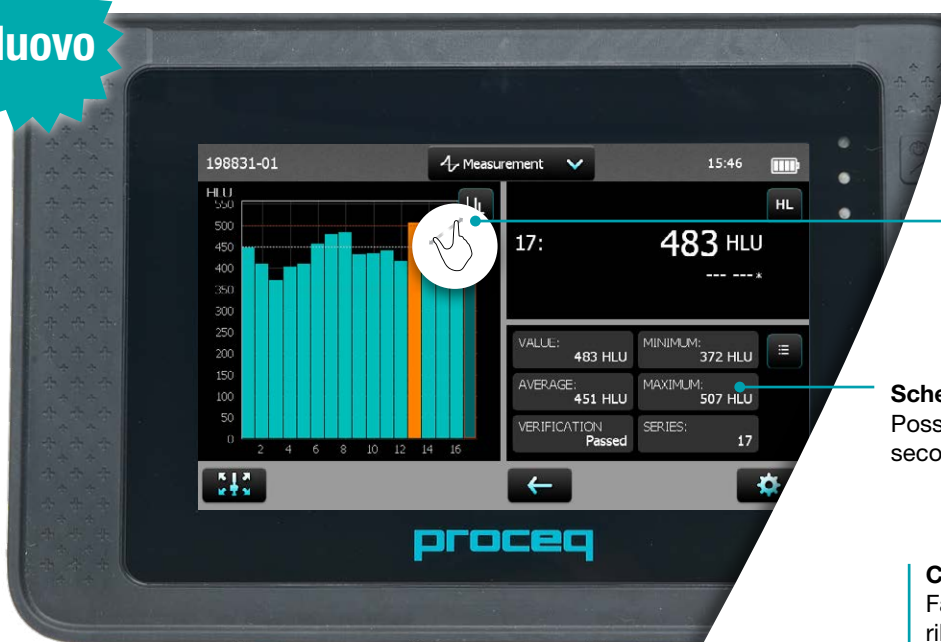 luovo
198831-01
Measurement
15:46
HLU
550
500
450
400
350
300
250
200
150
100
50
0
2 4 6 8 10 12 14 16
HL
17:
483 HLU
--- ---*
VALUE:
483 HLU
MINIMUM:
372 HLU
AVERAGE:
451 HLU
MAXIMUM:
507 HLU
VERIFICATION
Passed
SERIES:
17
proceq
Sche
Poss
seco
C
Fa
ril